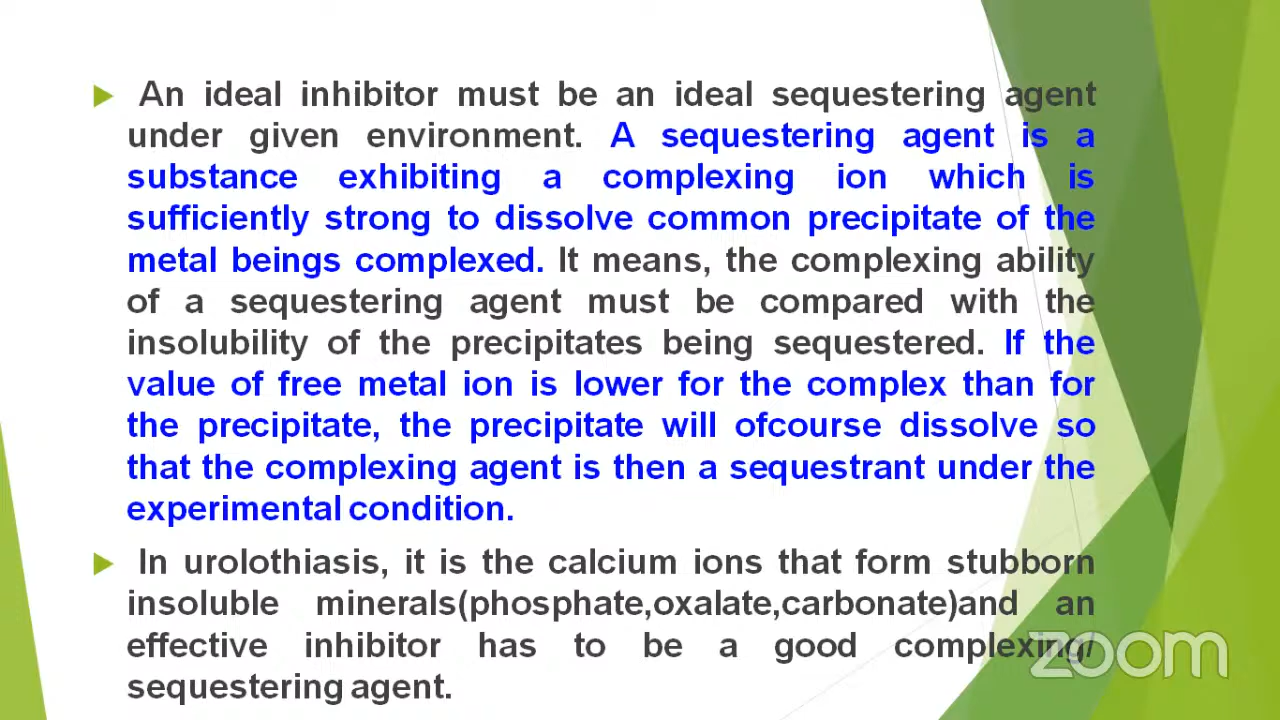 An ideal inhibitor must be an ideal sequestering agent
under given environment. A sequestering agent is a
substance exhibiting a complexing ion which is
sufficiently strong to dissolve common precipitate of the
metal beings complexed. It means, the complexing ability
of a sequestering agent must be compared with the
insolubility of the precipitates being sequestered. If the
value of free metal ion is lower for the complex than for
the precipitate, the precipitate will ofcourse dissolve so
that the complexing agent is then a sequestrant under the
experimental condition.
In urolothiasis, it is the calcium ions that form stubborn
insoluble minerals(phosphate,oxalate,carbonate)and an
effective inhibitor has to be a good complexing/
sequestering agent.
zoom